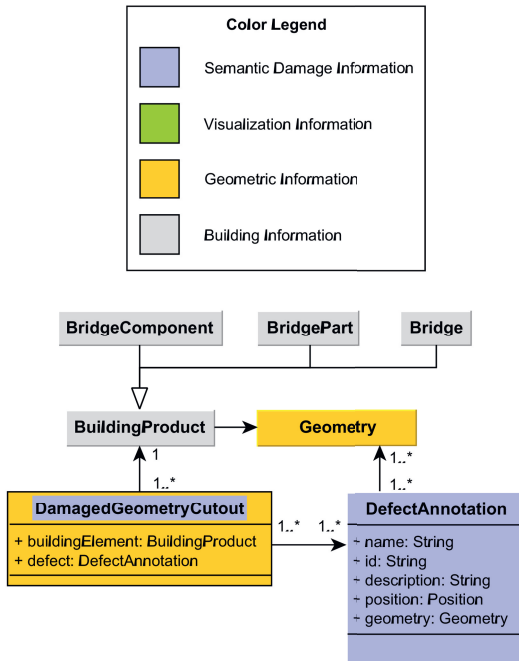 Color Legend
Semantic Damage Information
Visualization Information
Geometric Information
Building Information
BridgeComponent
BridgePart
Bridge
BuildingProduct
Geometry
1
1..*
1..*
1..*
DamagedGeometryCutout
+ buildingElement: BuildingProduct
+ defect: DefectAnnotation
1..*
1..*
DefectAnnotation
+ name: String
+ id: String
+ description: String
+ position: Position
+ geometry: Geometry